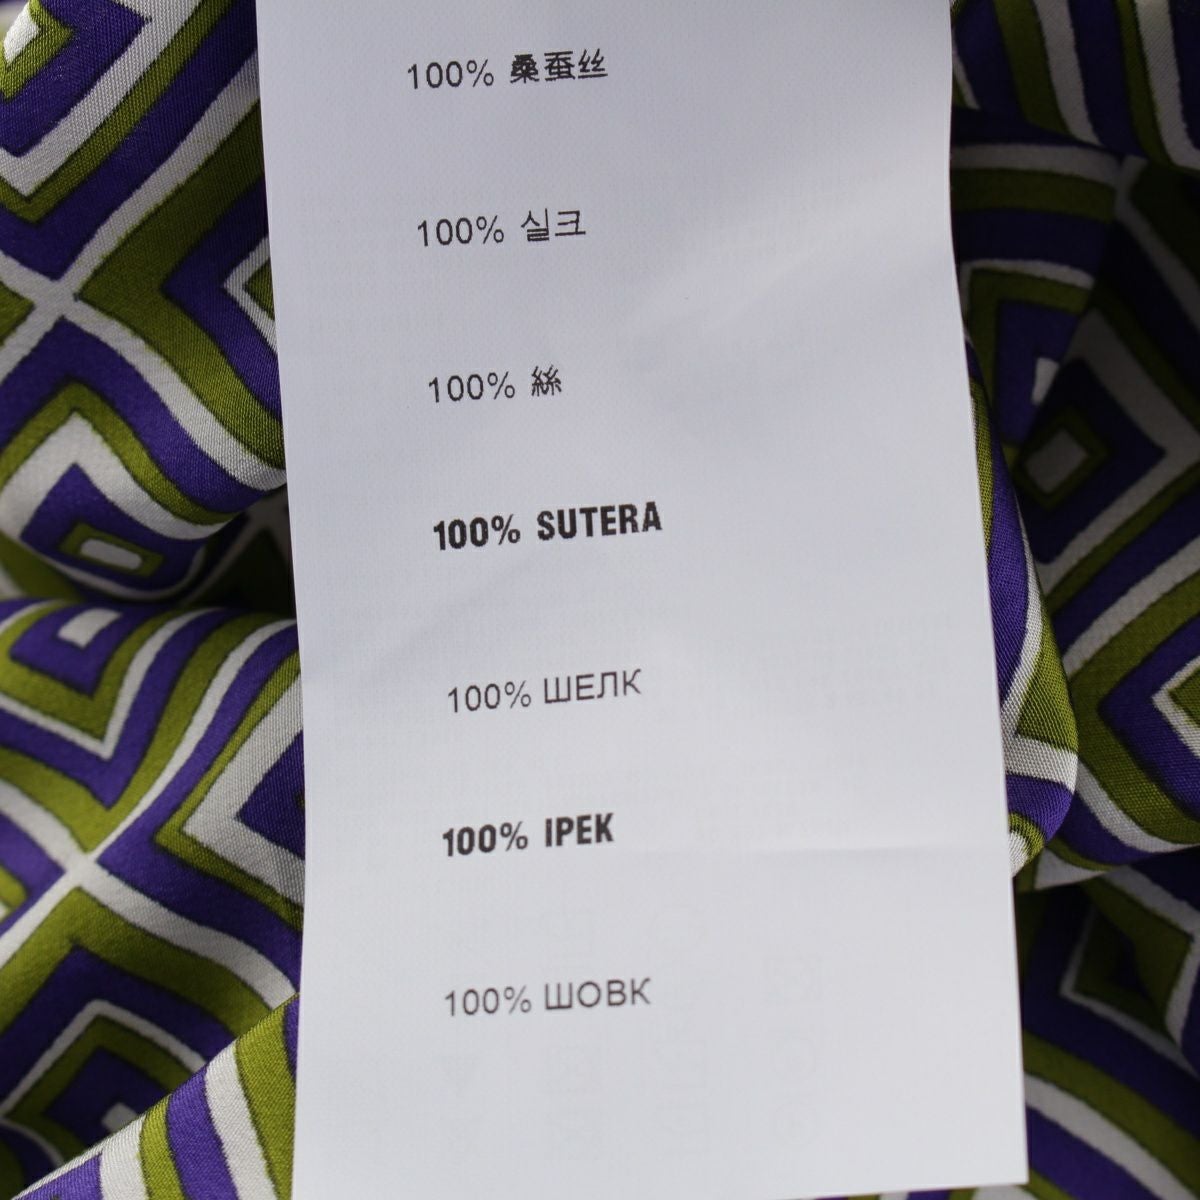 100% 桑蚕丝
100% 실크
100% 絲
100% SUTERA
100% ШЕЛК
100% IPEK
100% ШОВК